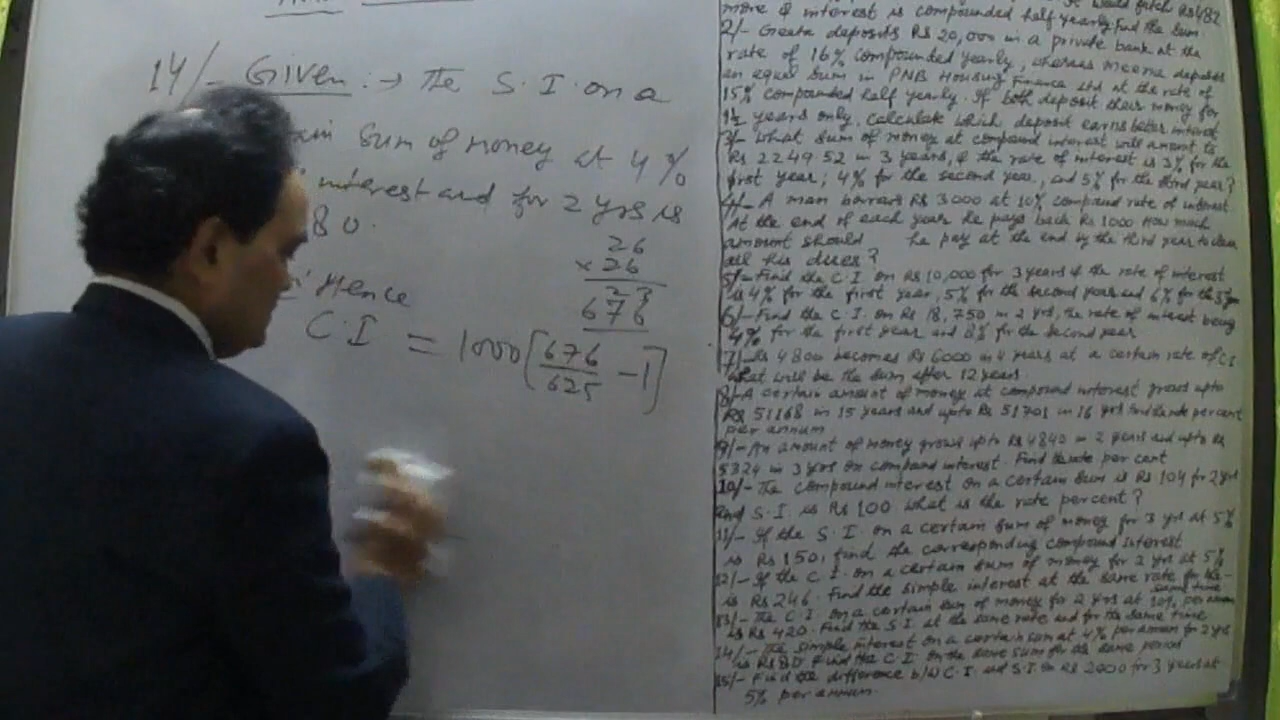 14/- Given :→ The S.I. on a
Sum of Money at 4%
interest and for 2 yrs is
80.
Hence
26
× 26
23
676
C.I = 1000[676/625 - 1]
would fetch Rs 482
more if interest is compounded half yearly find the sum.
2/- Geeta deposits Rs 20,000 in a private bank at the
rate of 16% compounded yearly, whereas meena deposits
an equal sum in PNB Housing Finance Ltd at the rate of
15% compounded half yearly. If both deposit their money for
1½ years only, calculate which deposit earns better interest
3/- What sum of money at compound interest will amount to
Rs 2249 52 in 3 years, if the rate of interest is 3% for the
first year, 4% for the second year, and 5% for the third year?
4/- A man borrows Rs 3000 at 10% compound rate of interest.
At the end of each year he pays back Rs 1000 How much
amount should he pay at the end by the third year to clear
all his dues?
5/- Find the C.I. on Rs 10,000 for 3 years if the rate of interest
is 4% for the first year, 5% for the second year and 6% for the 3rd yr
6/- Find the C.I. on Rs 18,750 in 2 yrs, the rate of interest being
4% for the first year and 8% for the second year
7/- Rs 4800 becomes Rs 6000 in 4 years at a certain rate of C.I.
what will be the sum after 12 years.
8/- A certain amount of money at compound interest grows upto
Rs 51168 in 15 years and upto Rs 51701 in 16 yrs find rate percent
per annum
9/- An amount of money grows upto Rs 4840 in 2 years and upto Rs
5324 in 3 yrs on compound interest. Find the rate per cent
10/- The compound interest on a certain sum is Rs 104 for 2 yrs
and S.I. is Rs 100 what is the rate percent?
11/- If the S.I. on a certain sum of money for 3 yrs at 5%
is Rs 150, find the corresponding compound interest
12/- If the C.I. on a certain sum of money for 2 yrs at 5%
is Rs 246. Find the simple interest at the same rate for the same time
13/- The C.I. on a certain sum of money for 2 yrs at 10% per annum
is Rs 420. Find the S.I. at the same rate and for the same time
14/- The simple interest on a certain sum at 4% per annum for 2 yrs
is Rs 80 Find the C.I. on the same sum for the same period
15/- Find the difference b/w C.I. and S.I. on Rs 2000 for 3 years at
5% per annum.